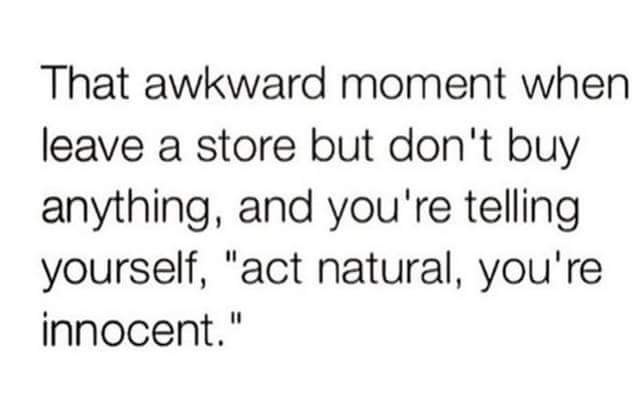 That awkward moment when
leave a store but don't buy
anything, and you're telling
yourself, "act natural, you're
innocent."